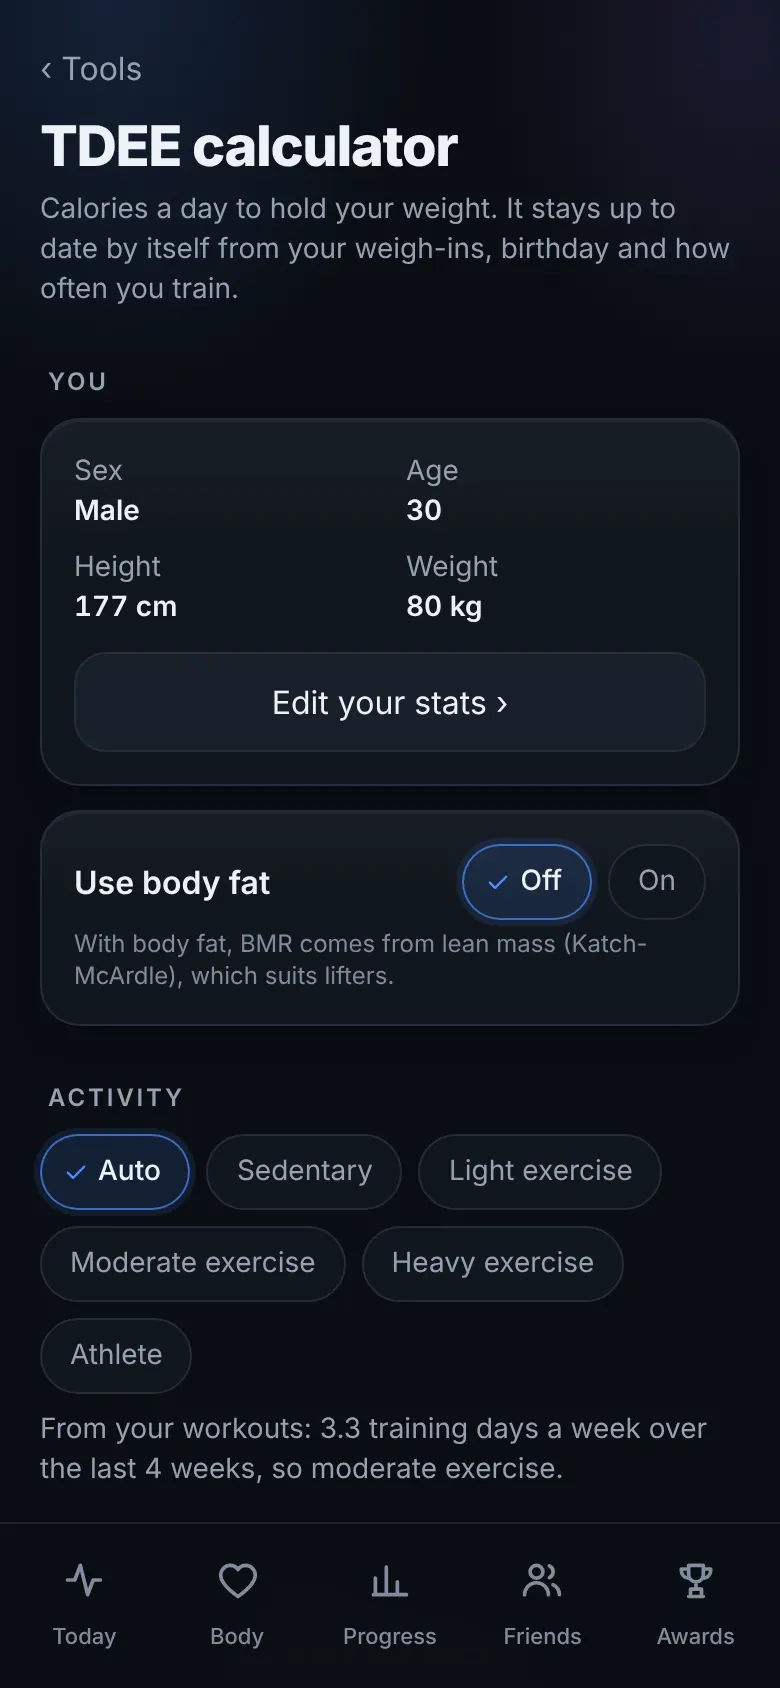 ‹ Tools
TDEE calculator
Calories a day to hold your weight. It stays up to
date by itself from your weigh-ins, birthday and how
often you train.
YOU
Sex
Male
Age
30
Height
177 cm
Weight
80 kg
Edit your stats ›
Use body fat
Off
On
With body fat, BMR comes from lean mass (Katch-
McArdle), which suits lifters.
ACTIVITY
Auto
Sedentary
Light exercise
Moderate exercise
Heavy exercise
Athlete
From your workouts: 3.3 training days a week over
the last 4 weeks, so moderate exercise.
Today
Body
Progress
Friends
Awards